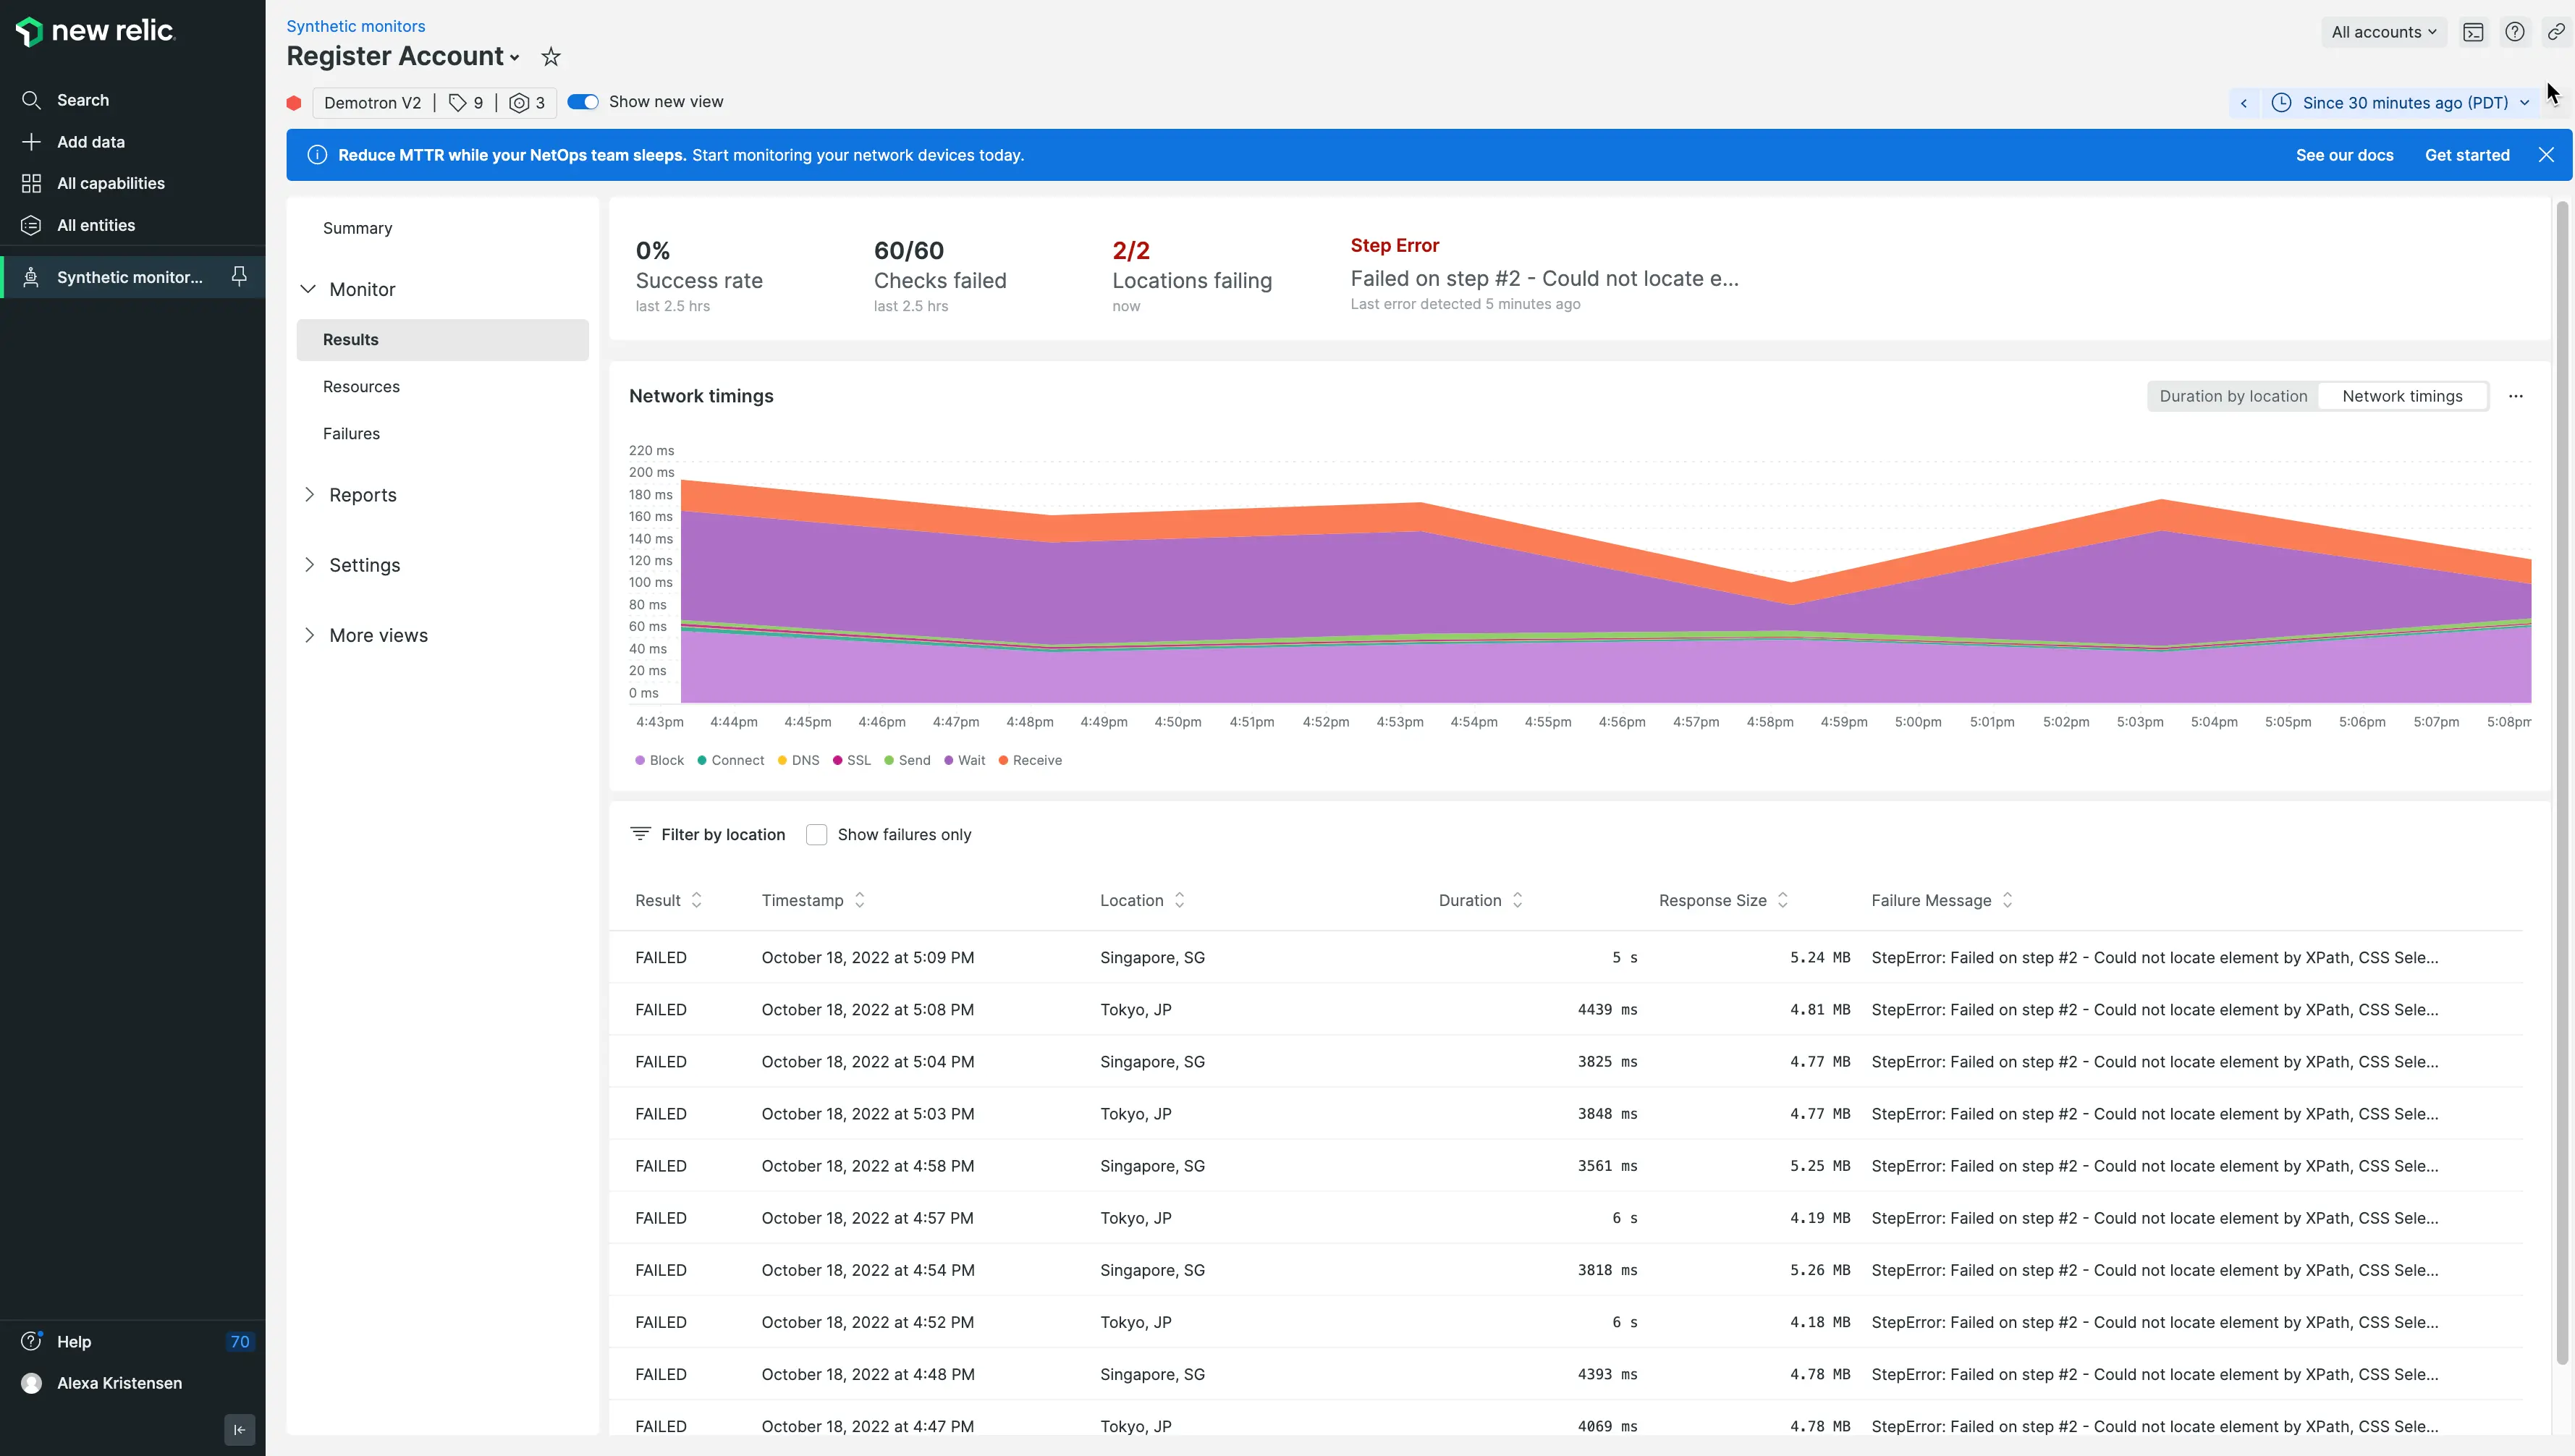 new relic
Search
Add data
All capabilities
All entities
Synthetic monitor...
Help 70
Alexa Kristensen
Synthetic monitors
Register Account
All accounts
Demotron V2 | 9 | 3 Show new view
Since 30 minutes ago (PDT)
Reduce MTTR while your NetOps team sleeps. Start monitoring your network devices today. See our docs Get started
Summary
Monitor
Results
Resources
Failures
Reports
Settings
More views
0% 60/60 2/2 Step Error
Success rate Checks failed Locations failing Failed on step #2 - Could not locate e...
last 2.5 hrs last 2.5 hrs now Last error detected 5 minutes ago
Network timings Duration by location Network timings
220 ms
200 ms
180 ms
160 ms
140 ms
120 ms
100 ms
80 ms
60 ms
40 ms
20 ms
0 ms
4:43pm 4:44pm 4:45pm 4:46pm 4:47pm 4:48pm 4:49pm 4:50pm 4:51pm 4:52pm 4:53pm 4:54pm 4:55pm 4:56pm 4:57pm 4:58pm 4:59pm 5:00pm 5:01pm 5:02pm 5:03pm 5:04pm 5:05pm 5:06pm 5:07pm 5:08pm
Block Connect DNS SSL Send Wait Receive
Filter by location Show failures only
Result Timestamp Location Duration Response Size Failure Message
FAILED October 18, 2022 at 5:09 PM Singapore, SG 5 s 5.24 MB StepError: Failed on step #2 - Could not locate element by XPath, CSS Sele...
FAILED October 18, 2022 at 5:08 PM Tokyo, JP 4439 ms 4.81 MB StepError: Failed on step #2 - Could not locate element by XPath, CSS Sele...
FAILED October 18, 2022 at 5:04 PM Singapore, SG 3825 ms 4.77 MB StepError: Failed on step #2 - Could not locate element by XPath, CSS Sele...
FAILED October 18, 2022 at 5:03 PM Tokyo, JP 3848 ms 4.77 MB StepError: Failed on step #2 - Could not locate element by XPath, CSS Sele...
FAILED October 18, 2022 at 4:58 PM Singapore, SG 3561 ms 5.25 MB StepError: Failed on step #2 - Could not locate element by XPath, CSS Sele...
FAILED October 18, 2022 at 4:57 PM Tokyo, JP 6 s 4.19 MB StepError: Failed on step #2 - Could not locate element by XPath, CSS Sele...
FAILED October 18, 2022 at 4:54 PM Singapore, SG 3818 ms 5.26 MB StepError: Failed on step #2 - Could not locate element by XPath, CSS Sele...
FAILED October 18, 2022 at 4:52 PM Tokyo, JP 6 s 4.18 MB StepError: Failed on step #2 - Could not locate element by XPath, CSS Sele...
FAILED October 18, 2022 at 4:48 PM Singapore, SG 4393 ms 4.78 MB StepError: Failed on step #2 - Could not locate element by XPath, CSS Sele...
FAILED October 18, 2022 at 4:47 PM Tokyo, JP 4069 ms 4.78 MB StepError: Failed on step #2 - Could not locate element by XPath, CSS Sele...